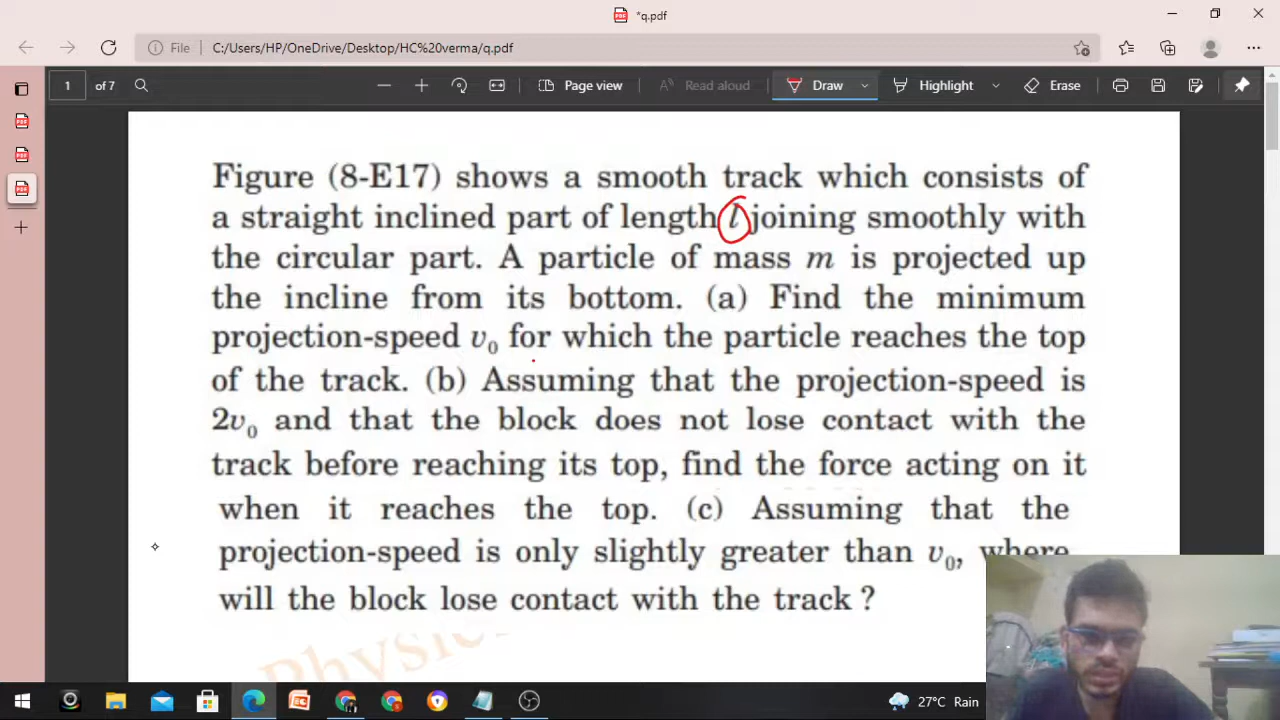 *q.pdf
File C:/Users/HP/OneDrive/Desktop/HC%20verma/q.pdf
1 of 7 Page view Read aloud Draw Highlight Erase
Figure (8-E17) shows a smooth track which consists of
a straight inclined part of length l joining smoothly with
the circular part. A particle of mass m is projected up
the incline from its bottom. (a) Find the minimum
projection-speed v₀ for which the particle reaches the top
of the track. (b) Assuming that the projection-speed is
2v₀ and that the block does not lose contact with the
track before reaching its top, find the force acting on it
when it reaches the top. (c) Assuming that the
projection-speed is only slightly greater than v₀, where
will the block lose contact with the track ?
27°C Rain